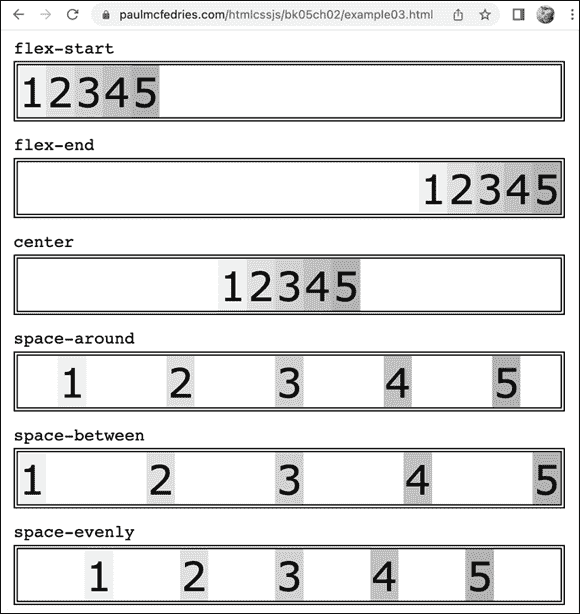 paulmcfedries.com/htmlcssjs/bk05ch02/example03.html
flex-start
12345
flex-end
12345
center
12345
space-around
1 2 3 4 5
space-between
1 2 3 4 5
space-evenly
1 2 3 4 5